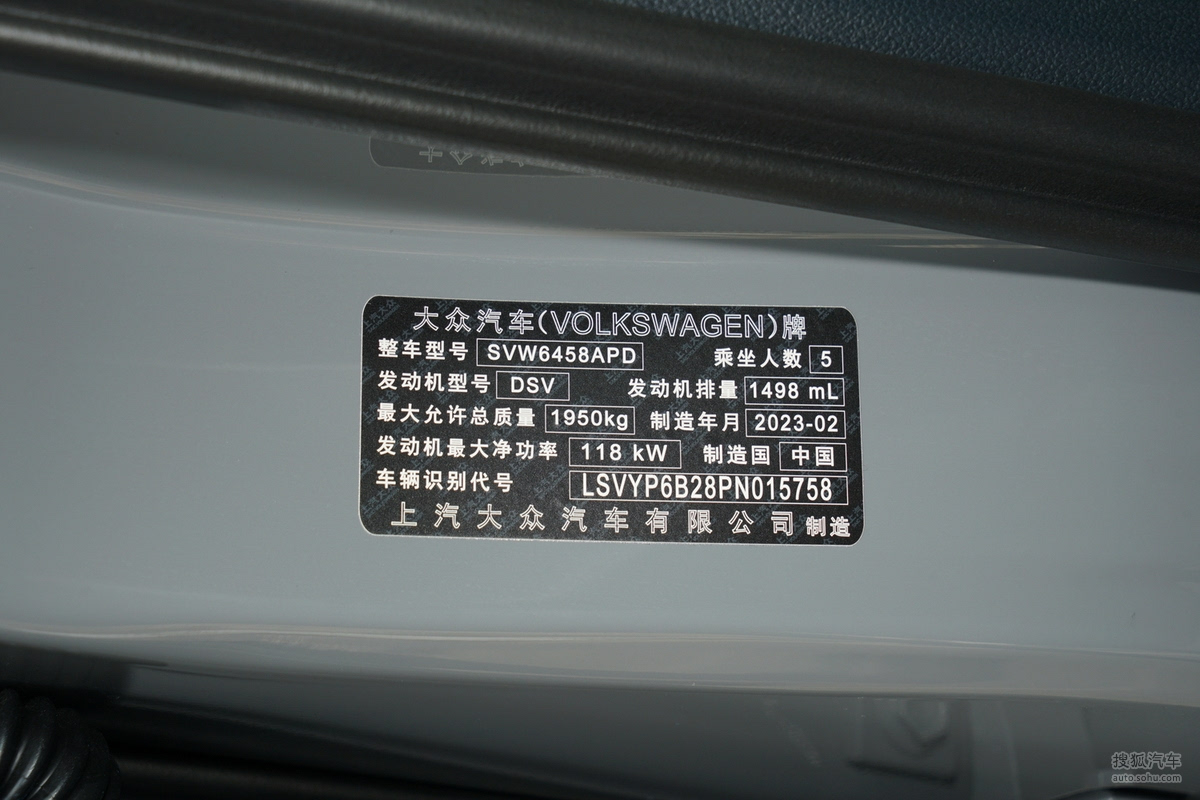 大众汽车(VOLKSWAGEN)牌
整车型号 SVW6458APD 乘坐人数 5
发动机型号 DSV 发动机排量 1498 mL
最大允许总质量 1950kg 制造年月 2023-02
发动机最大净功率 118 kW 制造国 中国
车辆识别代号 LSVYP6B28PN015758
上汽大众汽车有限公司 制造
搜狐汽车
auto.sohu.com